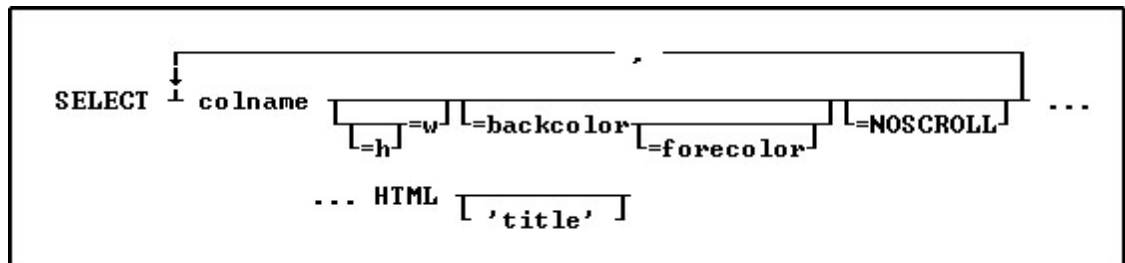 ,
SELECT colname =w =backcolor =NOSCROLL ...
=h =forecolor
... HTML 'title'